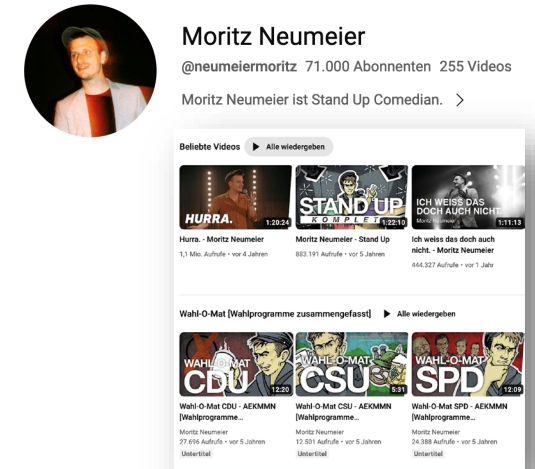 Moritz Neumeier
@neumeiermoritz 71.000 Abonnenten 255 Videos
Moritz Neumeier ist Stand Up Comedian. >
Beliebte Videos ▶ Alle wiedergeben
HURRA.
1:20:24
STAND UP
KOMPLETT
1:22:10
ICH WEISS DAS
DOCH AUCH NICHT.
Moritz Neumeier
1:11:13
Hurra. - Moritz Neumeier
1,1 Mio. Aufrufe • vor 4 Jahren
Moritz Neumeier - Stand Up
883.191 Aufrufe • vor 5 Jahren
Ich weiss das doch auch
nicht. - Moritz Neumeier
444.327 Aufrufe • vor 1 Jahr
Wahl-O-Mat [Wahlprogramme zusammengefasst] ▶ Alle wiedergeben
WAHL-O-MAT
CDU
12:20
WAHL-O-MAT
CSU
5:31
WAHL-O-MAT
SPD
12:09
Wahl-O-Mat CDU - AEKMMN
[Wahlprogramme...
Moritz Neumeier
27.696 Aufrufe • vor 5 Jahren
Untertitel
Wahl-O-Mat CSU - AEKMMN
[Wahlprogramme...
Moritz Neumeier
12.501 Aufrufe • vor 5 Jahren
Untertitel
Wahl-O-Mat SPD - AEKMMN
[Wahlprogramme...
Moritz Neumeier
24.388 Aufrufe • vor 5 Jahren
Untertitel